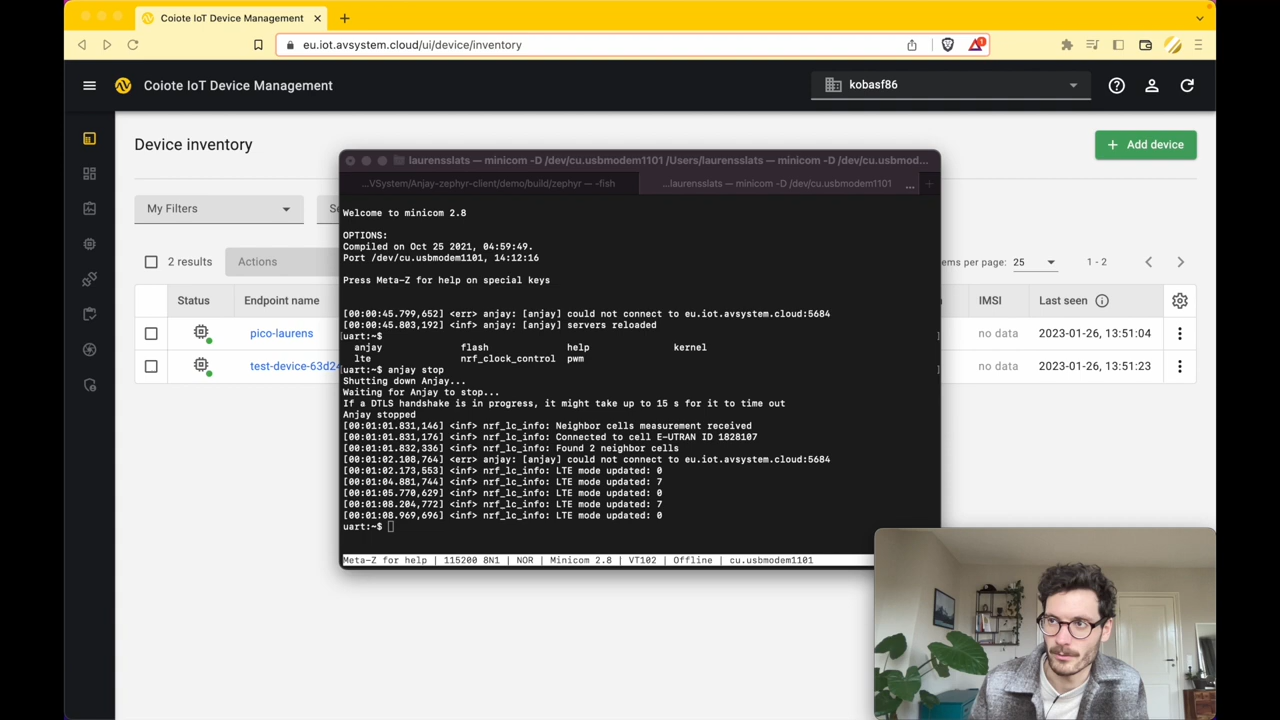 Coiote IoT Device Management
eu.iot.avsystem.cloud/ui/device/inventory
1
Coiote IoT Device Management
kobasf86
Device inventory
Add device
My Filters
2 results
Actions
ems per page: 25
1 - 2
Status
Endpoint name
IMSI
Last seen
pico-laurens
no data
2023-01-26, 13:51:04
test-device-63d24
no data
2023-01-26, 13:51:23
laurensslats — minicom -D /dev/cu.usbmodem1101 /Users/laurensslats — minicom -D /dev/cu.usbmod...
...VSystem/Anjay-zephyr-client/demo/build/zephyr — -fish
...laurensslats — minicom -D /dev/cu.usbmodem1101
Welcome to minicom 2.8
OPTIONS:
Compiled on Oct 25 2021, 04:59:49.
Port /dev/cu.usbmodem1101, 14:12:16
Press Meta-Z for help on special keys
[00:00:45.799,652] <err> anjay: [anjay] could not connect to eu.iot.avsystem.cloud:5684
[00:00:45.803,192] <inf> anjay: [anjay] servers reloaded
[uart:~$ ]
anjay flash help kernel
lte nrf_clock_control pwm
[uart:~$ anjay stop ]
Shutting down Anjay...
Waiting for Anjay to stop...
If a DTLS handshake is in progress, it might take up to 15 s for it to time out
Anjay stopped
[00:01:01.831,146] <inf> nrf_lc_info: Neighbor cells measurement received
[00:01:01.831,176] <inf> nrf_lc_info: Connected to cell E-UTRAN ID 1828107
[00:01:01.832,336] <inf> nrf_lc_info: Found 2 neighbor cells
[00:01:02.108,764] <err> anjay: [anjay] could not connect to eu.iot.avsystem.cloud:5684
[00:01:02.173,553] <inf> nrf_lc_info: LTE mode updated: 0
[00:01:04.881,744] <inf> nrf_lc_info: LTE mode updated: 7
[00:01:05.770,629] <inf> nrf_lc_info: LTE mode updated: 0
[00:01:08.204,772] <inf> nrf_lc_info: LTE mode updated: 7
[00:01:08.969,696] <inf> nrf_lc_info: LTE mode updated: 0
uart:~$
Meta-Z for help | 115200 8N1 | NOR | Minicom 2.8 | VT102 | Offline | cu.usbmodem1101